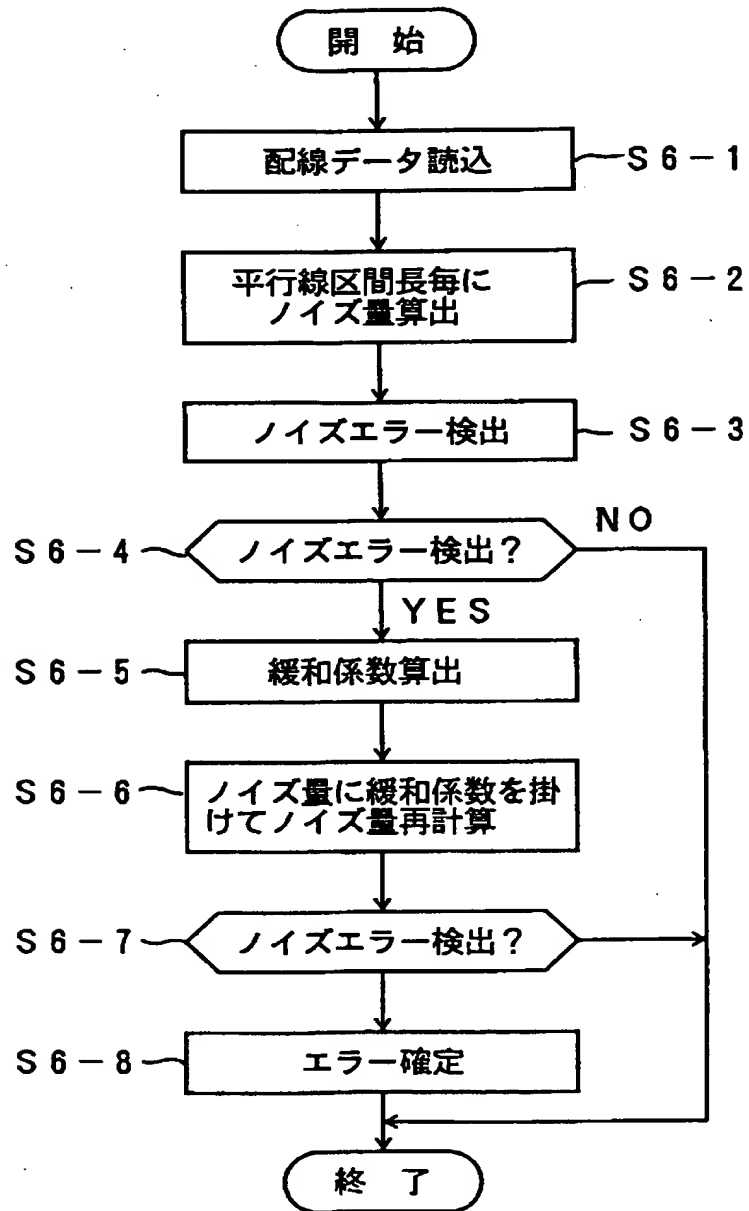 開 始
配線データ読込
S6-1
平行線区間長毎に
ノイズ量算出
S6-2
ノイズエラー検出
S6-3
NO
S6-4
ノイズエラー検出?
YES
S6-5
緩和係数算出
S6-6
ノイズ量に緩和係数を掛
けてノイズ量再計算
S6-7
ノイズエラー検出?
S6-8
エラー確定
終 了